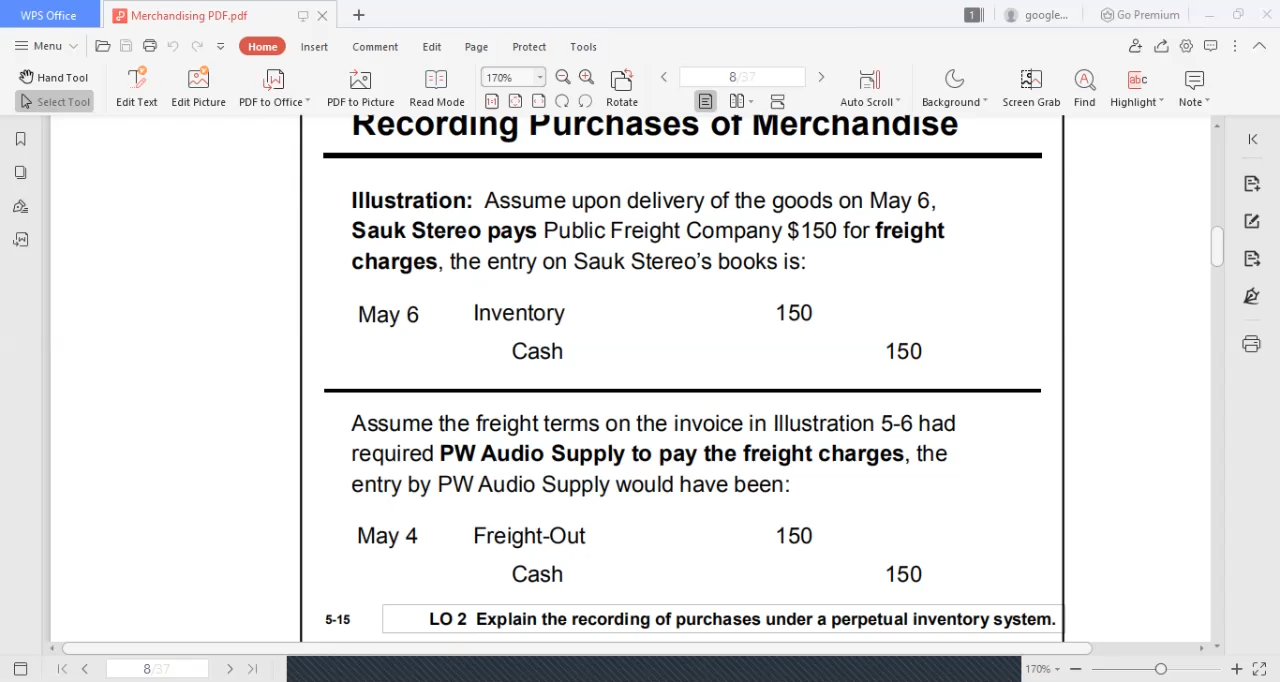 WPS Office
Merchandising PDF.pdf
1
google...
Go Premium
Menu
Home
Insert
Comment
Edit
Page
Protect
Tools
Hand Tool
Select Tool
Edit Text
Edit Picture
PDF to Office
PDF to Picture
Read Mode
170%
Rotate
8/37
Auto Scroll
Background
Screen Grab
Find
Highlight
Note
Recording Purchases of Merchandise
Illustration: Assume upon delivery of the goods on May 6,
Sauk Stereo pays Public Freight Company $150 for freight
charges, the entry on Sauk Stereo's books is:
May 6 Inventory 150
Cash 150
Assume the freight terms on the invoice in Illustration 5-6 had
required PW Audio Supply to pay the freight charges, the
entry by PW Audio Supply would have been:
May 4 Freight-Out 150
Cash 150
5-15 LO 2 Explain the recording of purchases under a perpetual inventory system.
8/37
170%